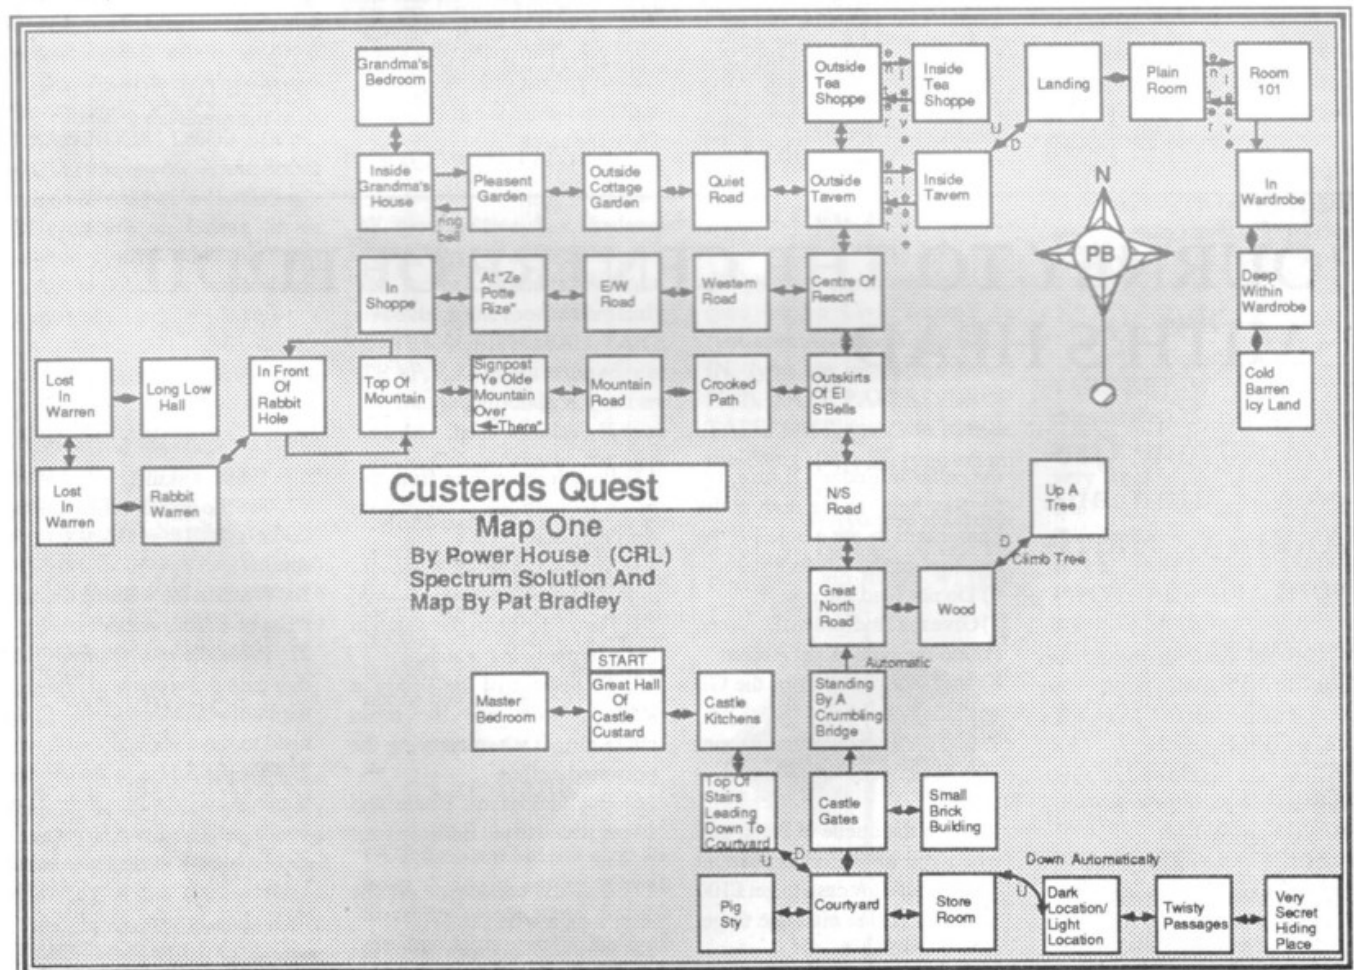 Grandma's
Bedroom
Outside
Tea
Shoppe
enter
leave
Inside
Tea
Shoppe
Landing
Plain
Room
enter
leave
Room
101
U
D
Inside
Grandma's
House
ring
bell
Pleasant
Garden
Outside
Cottage
Garden
Quiet
Road
Outside
Tavern
enter
leave
Inside
Tavern
N
PB
In
Wardrobe
In
Shoppe
At "Ze
Potte
Rize"
E/W
Road
Western
Road
Centre Of
Resort
Deep
Within
Wardrobe
Lost
In
Warren
Long Low
Hall
In Front
Of
Rabbit
Hole
Top Of
Mountain
Signpost
"Ye Olde
Mountain
Over
There"
Mountain
Road
Crooked
Path
Outskirts
Of El
S'Bells
Cold
Barren
Icy Land
Lost
In
Warren
Rabbit
Warren
Custerds Quest
Map One
By Power House (CRL)
Spectrum Solution And
Map By Pat Bradley
N/S
Road
Up A
Tree
D
Climb Tree
Great
North
Road
Wood
Automatic
Master
Bedroom
START
Great Hall
Of
Castle
Custard
Castle
Kitchens
Standing
By A
Crumbling
Bridge
Top Of
Stairs
Leading
Down To
Courtyard
Castle
Gates
Small
Brick
Building
U
D
Down Automatically
U
Pig
Sty
Courtyard
Store
Room
Dark
Location/
Light
Location
Twisty
Passages
Very
Secret
Hiding
Place